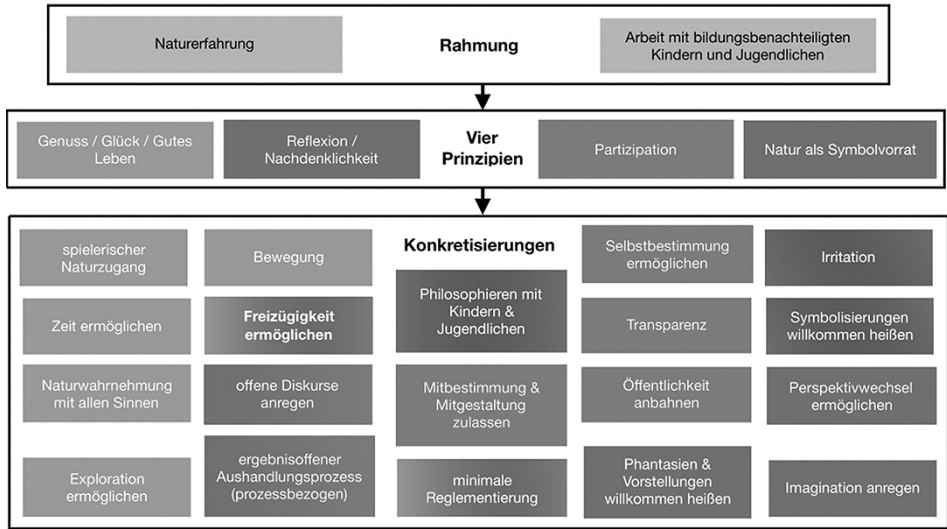 Naturerfahrung
Rahmung
Arbeit mit bildungsbenachteiligten
Kindern und Jugendlichen
Genuss / Glück / Gutes
Leben
Reflexion /
Nachdenklichkeit
Vier
Prinzipien
Partizipation
Natur als Symbolvorrat
Konkretisierungen
spielerischer
Naturzugang
Bewegung
Philosophieren mit
Kindern &
Jugendlichen
Selbstbestimmung
ermöglichen
Irritation
Zeit ermöglichen
Freizügigkeit
ermöglichen
Transparenz
Symbolisierungen
willkommen heißen
Naturwahrnehmung
mit allen Sinnen
offene Diskurse
anregen
Mitbestimmung &
Mitgestaltung
zulassen
Öffentlichkeit
anbahnen
Perspektivwechsel
ermöglichen
Exploration
ermöglichen
ergebnisoffener
Aushandlungsprozess
(prozessbezogen)
minimale
Reglementierung
Phantasien &
Vorstellungen
willkommen heißen
Imagination anregen